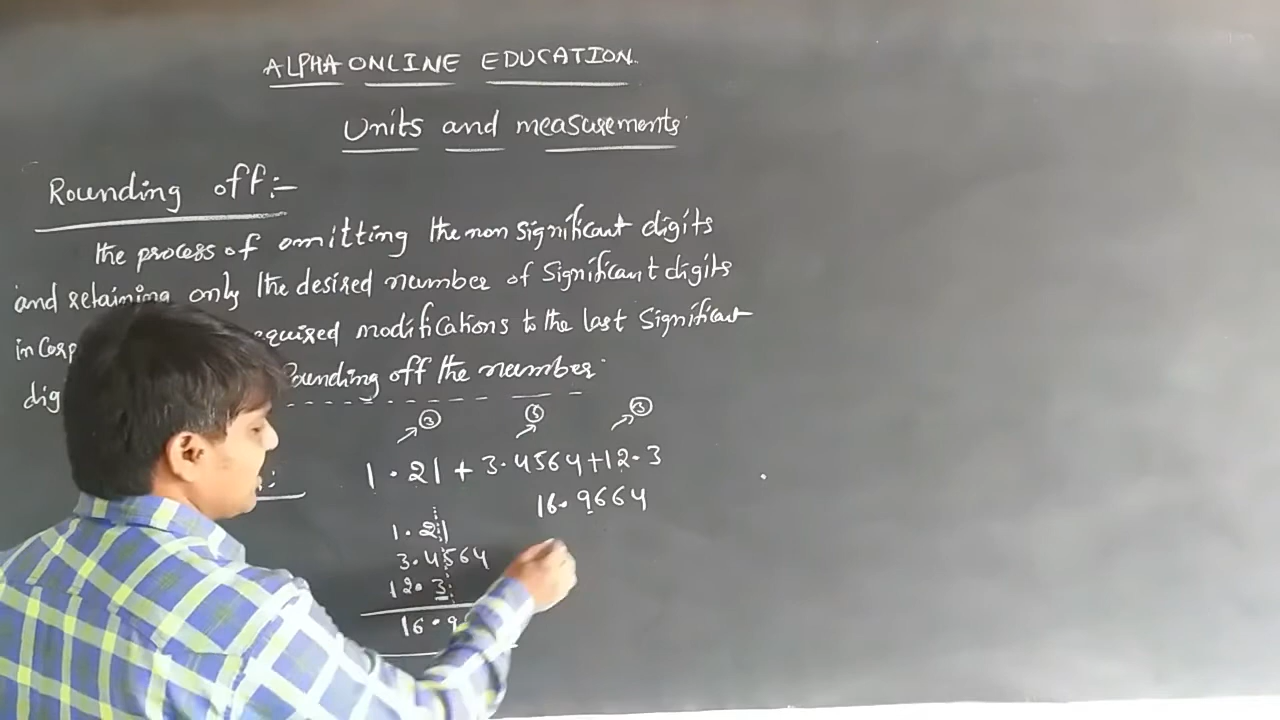 ALPHA ONLINE EDUCATION.
Units and measurements
Rounding off:-
the process of omitting the non significant digits
and retaining only the desired number of Significant digits
in required modifications to the last Significant
dig Rounding off the number.
③ ③
1.21 + 3.4564 + 12.3
16.9664
1.21
3.4564
12.3
16.9